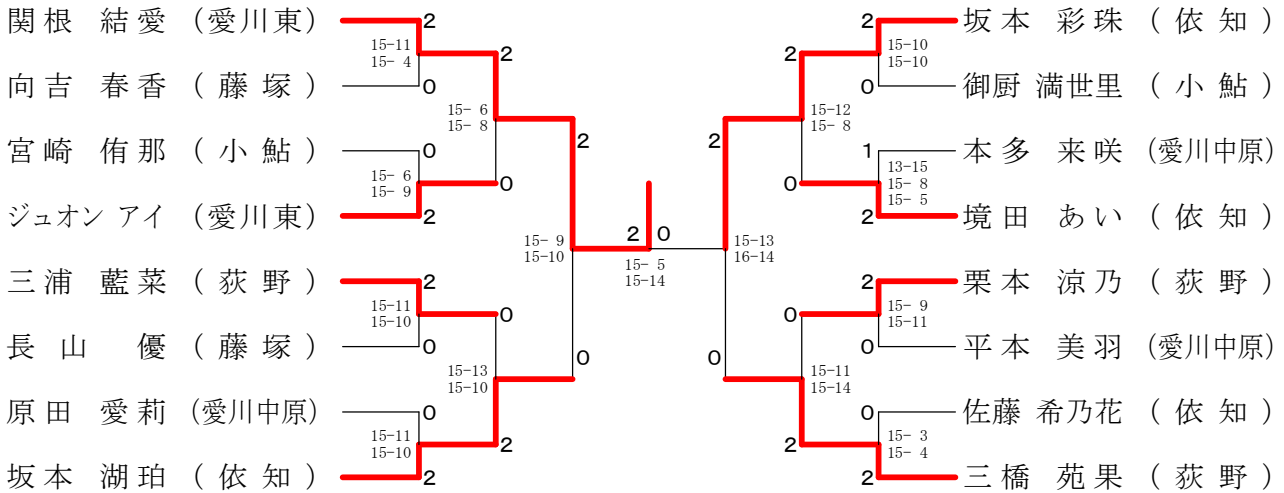 関根 結愛 (愛川東) 2 2 坂本 彩珠 (依知)
15-11 2 2 15-10
15- 4 15-10
向吉 春香 (藤塚) 0 0 御厨 満世里 (小鮎)
15- 6 15-12
15- 8 2 2 15- 8
宮崎 侑那 (小鮎) 0 1 本多 来咲 (愛川中原)
15- 6 13-15
15- 9 0 0 15- 8
15- 5
ジュオン アイ (愛川東) 2 2 境田 あい (依知)
15- 9 2 0 15-13
15-10 15- 5 16-14
15-14
三浦 藍菜 (荻野) 2 2 栗本 涼乃 (荻野)
15-11 0 0 15- 9
15-10 15-11
長山 優 (藤塚) 0 0 0 0 平本 美羽 (愛川中原)
15-13 15-11
15-10 15-14
原田 愛莉 (愛川中原) 0 0 佐藤 希乃花 (依知)
15-11 2 2 15- 3
15-10 15- 4
坂本 湖珀 (依知) 2 2 三橋 苑果 (荻野)